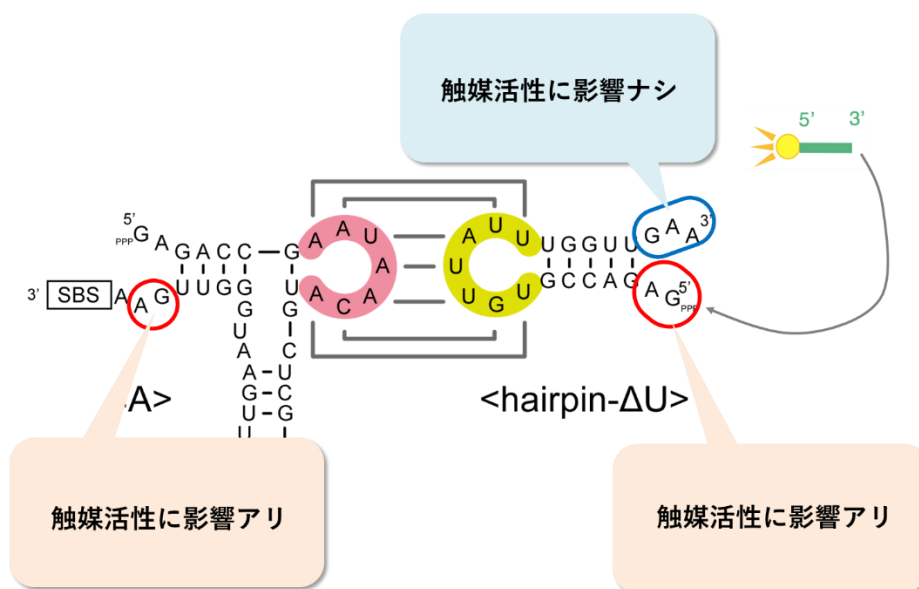 触媒活性に影響ナシ
5’ 3’
5’
PPPG A G A C C G A A U A A C A U G C U C G
3’ SBS A A G U U G G G U A A G U U
A U U U G G U U G A A 3’
U U G U G C C A G A G 5’ PPP
A>
<hairpin-ΔU>
触媒活性に影響アリ
触媒活性に影響アリ